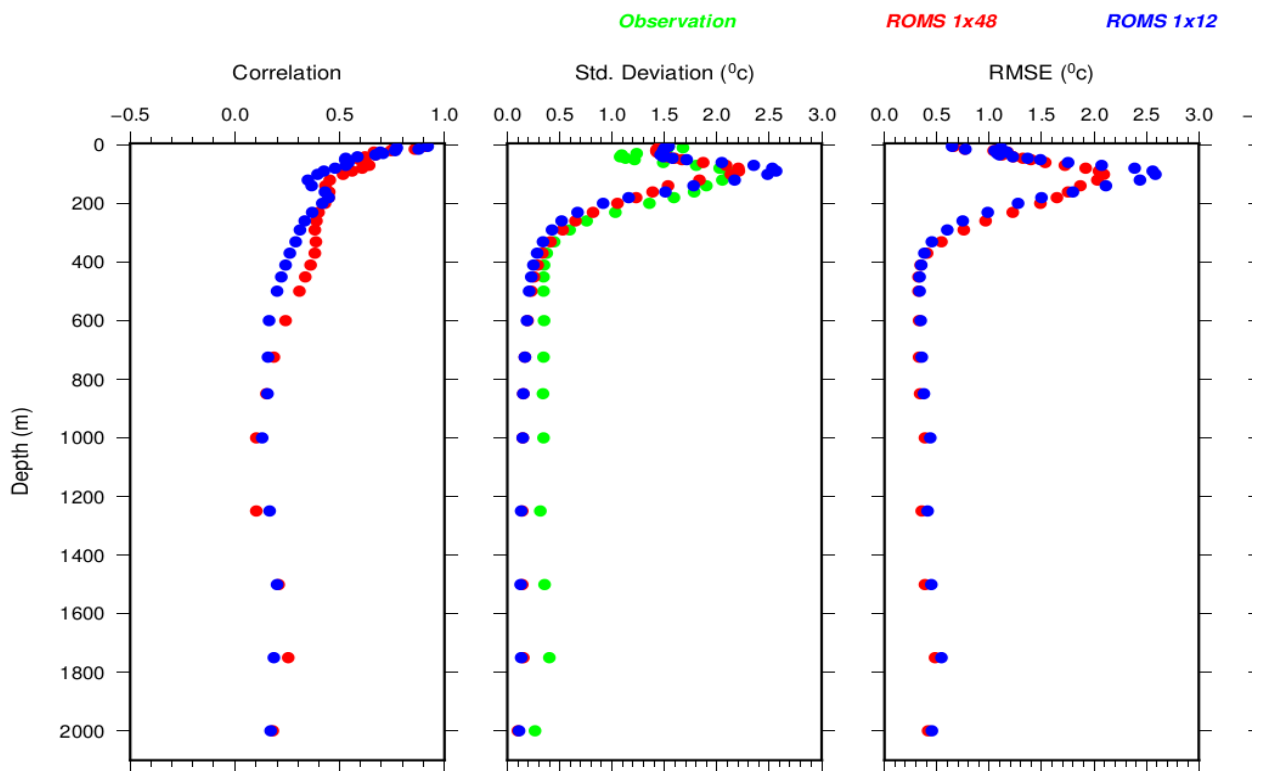 Observation ROMS 1x48 ROMS 1x12
Correlation Std. Deviation (⁰c) RMSE (⁰c)
−0.5 0.0 0.5 1.0 0.0 0.5 1.0 1.5 2.0 2.5 3.0 0.0 0.5 1.0 1.5 2.0 2.5 3.0 −
0
200
400
600
800
1000
1200
1400
1600
1800
2000
Depth (m)